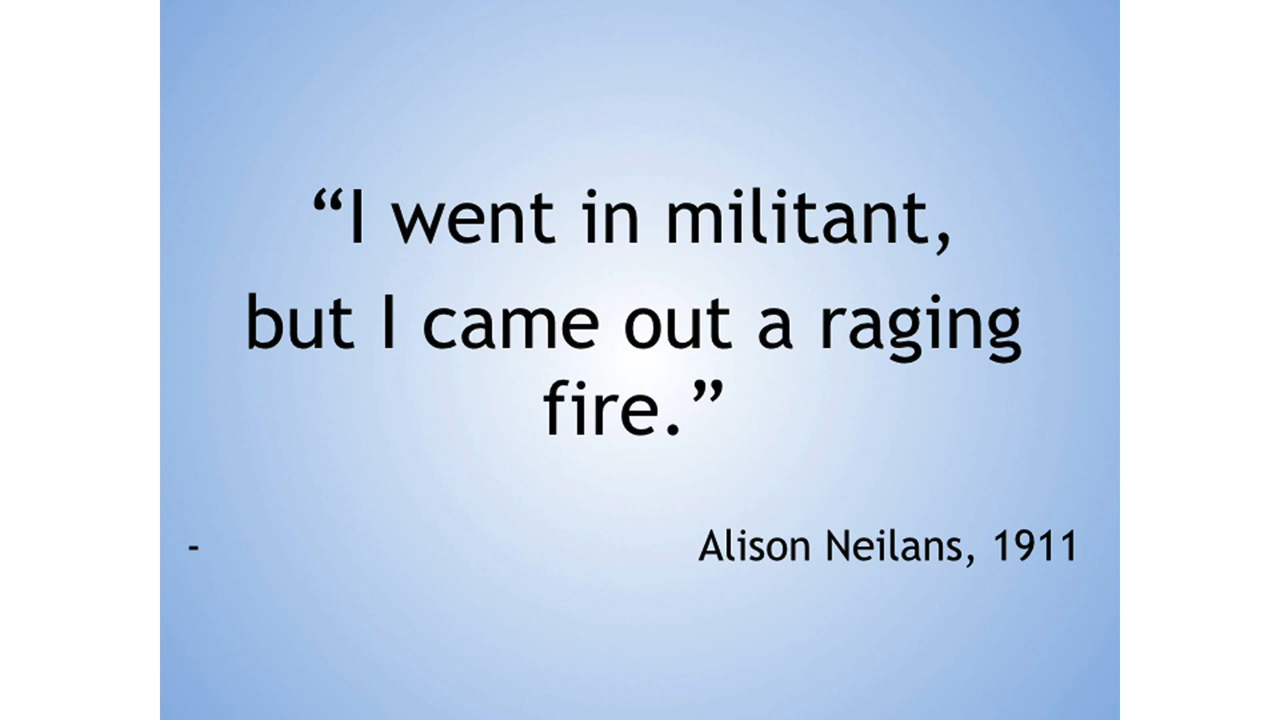 “I went in militant,
but I came out a raging
fire.”
- Alison Neilans, 1911